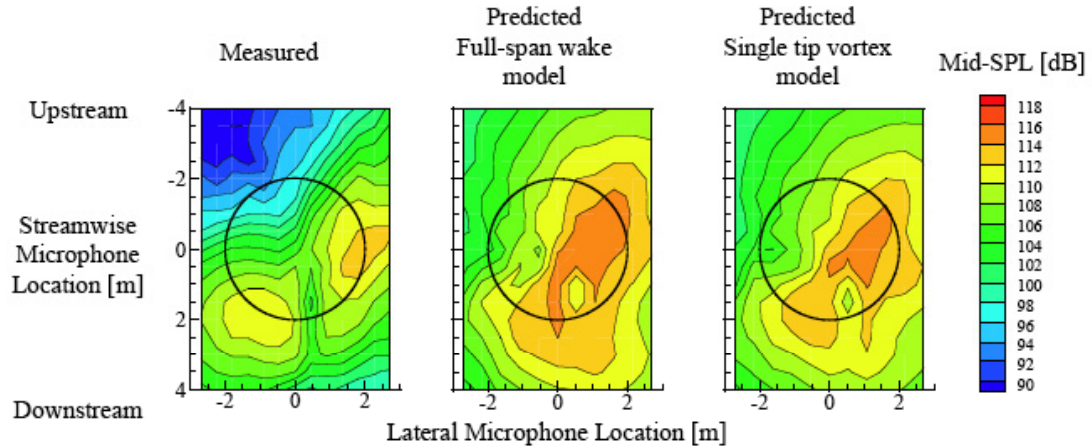 Measured
Predicted
Full-span wake
model
Predicted
Single tip vortex
model
Mid-SPL [dB]
Upstream
Streamwise
Microphone
Location [m]
Downstream
-4
-2
0
2
4
-2 0 2
-2 0 2
-2 0 2
Lateral Microphone Location [m]
118
116
114
112
110
108
106
104
102
100
98
96
94
92
90